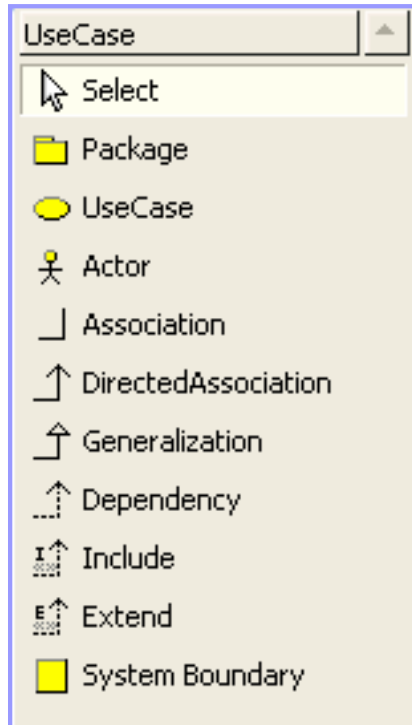 UseCase
Select
Package
UseCase
Actor
Association
DirectedAssociation
Generalization
Dependency
I Include
E Extend
System Boundary